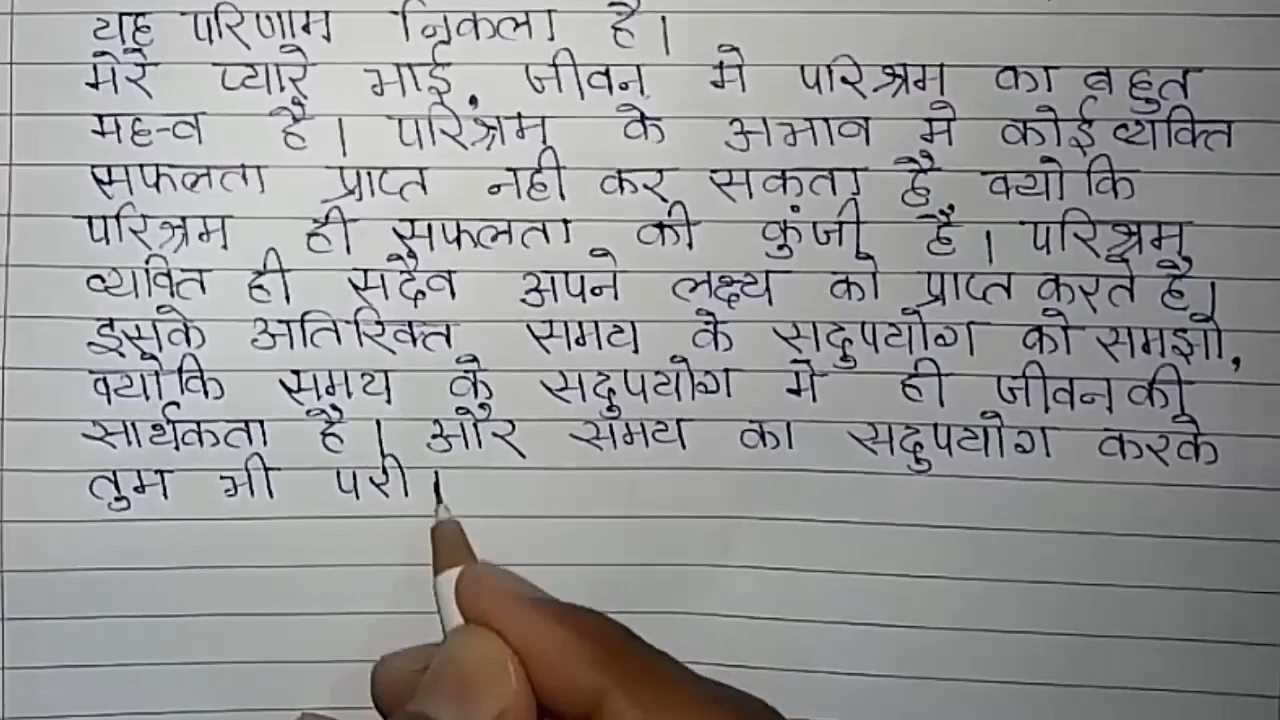 यह परिणाम निकला है।
मेरे प्यारे भाई, जीवन मे परिश्रम का बहुत
महत्व है। परिश्रम के अभाव मे कोई व्यक्ति
सफलता प्राप्त नही कर सकता है क्यो कि
परिश्रम ही सफलता की कुंजी है। परिश्रमी
व्यक्ति ही सदैव अपने लक्ष्य को प्राप्त करते है।
इसके अतिरिक्त समय के सदुपयोग को समझो,
क्योकि समय के सदुपयोग मे ही जीवन की
सार्थकता है। और समय का सदुपयोग करके
तुम भी परी